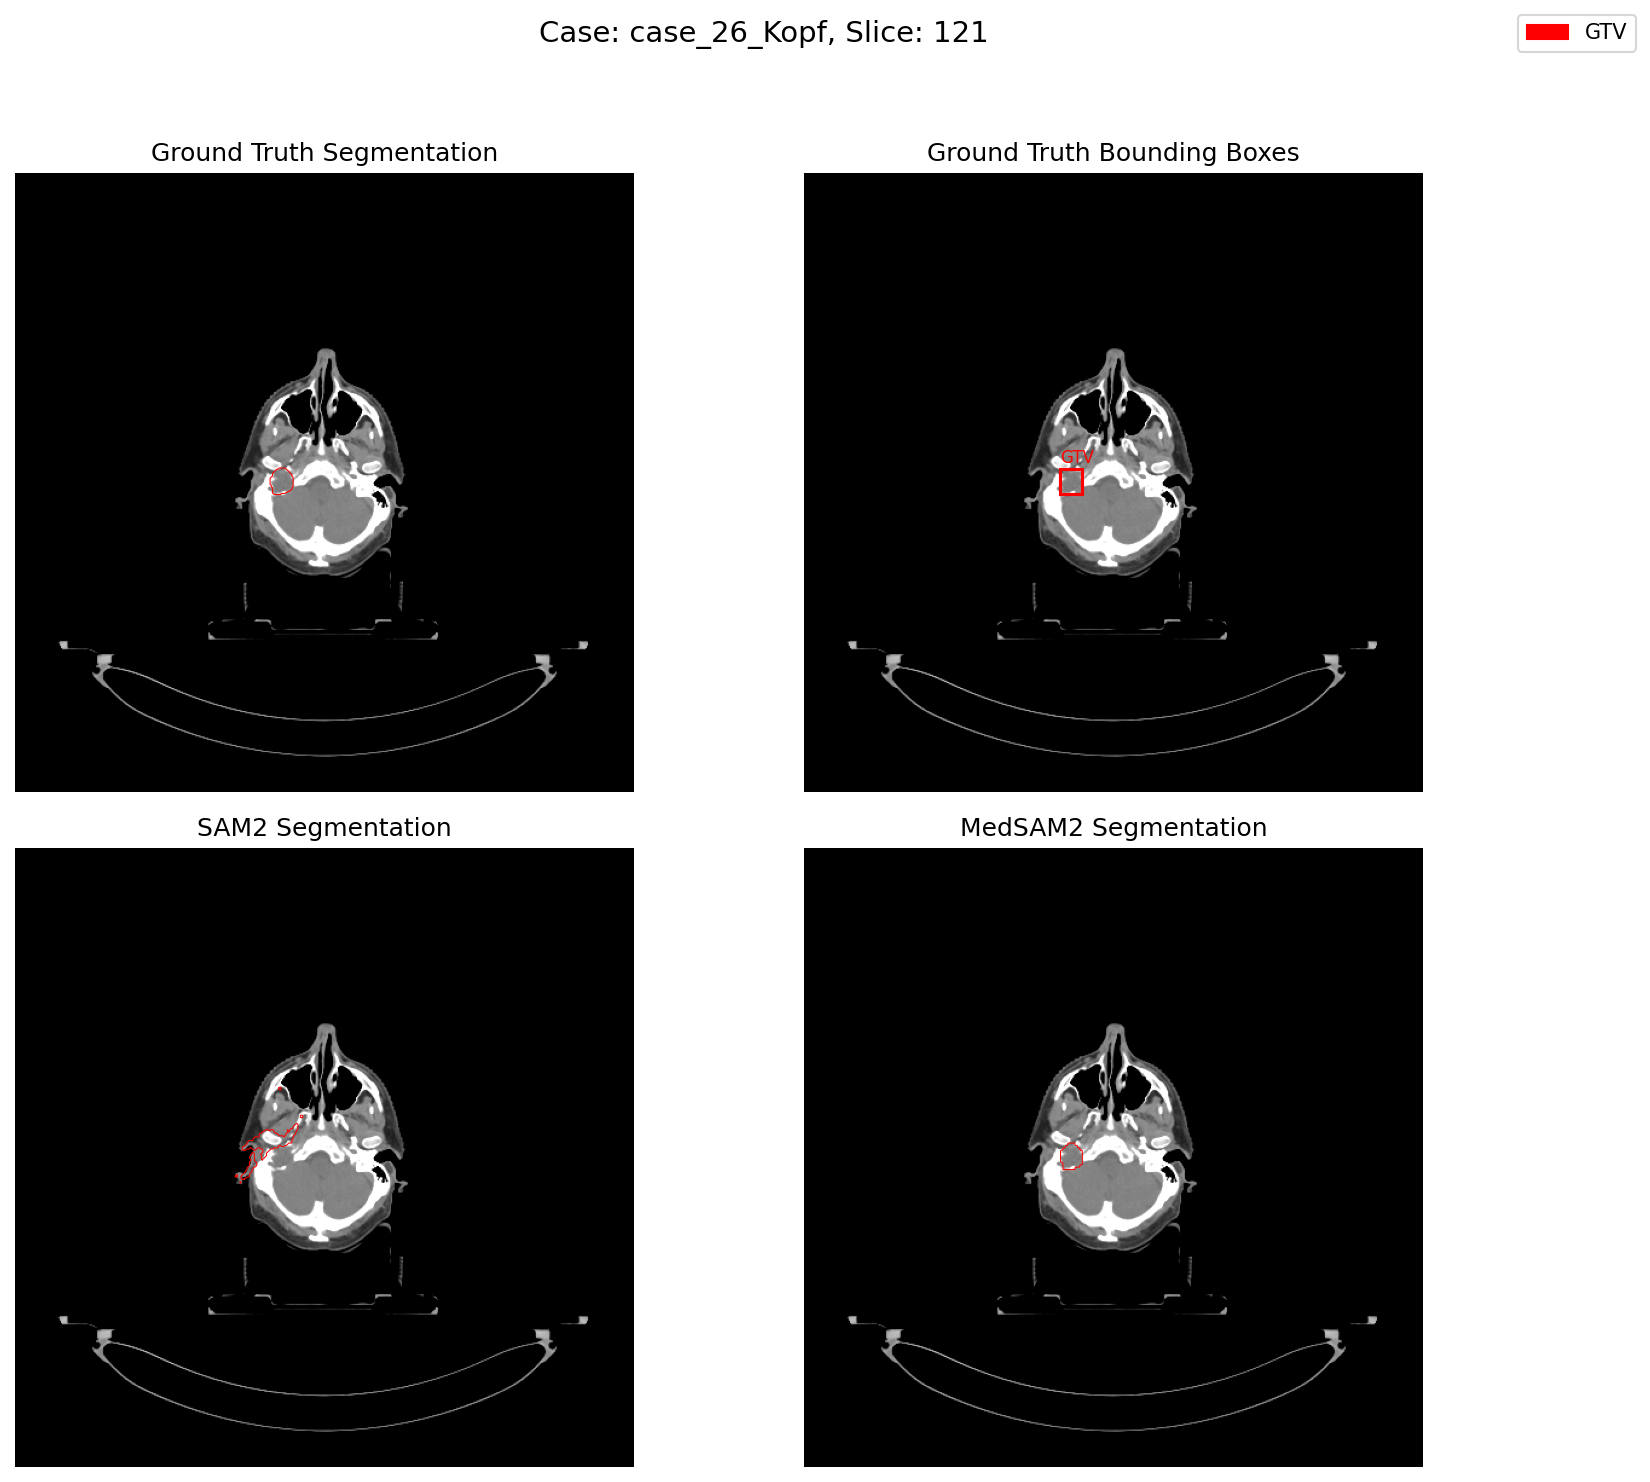 Case: case_26_Kopf, Slice: 121
GTV
Ground Truth Segmentation
Ground Truth Bounding Boxes
GTV
SAM2 Segmentation
MedSAM2 Segmentation